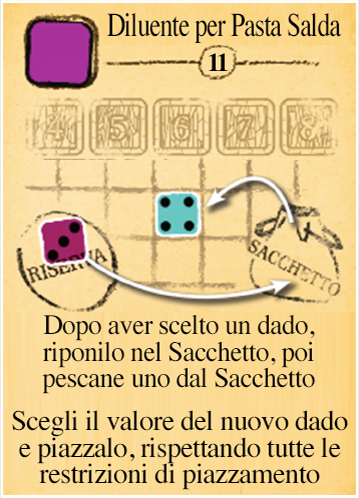 Diluente per Pasta Salda
11
4 5 6 7 8
RISERVA
SACCHETTO
Dopo aver scelto un dado,
riponilo nel Sacchetto, poi
pescane uno dal Sacchetto
Scegli il valore del nuovo dado
e piazzalo, rispettando tutte le
restrizioni di piazzamento